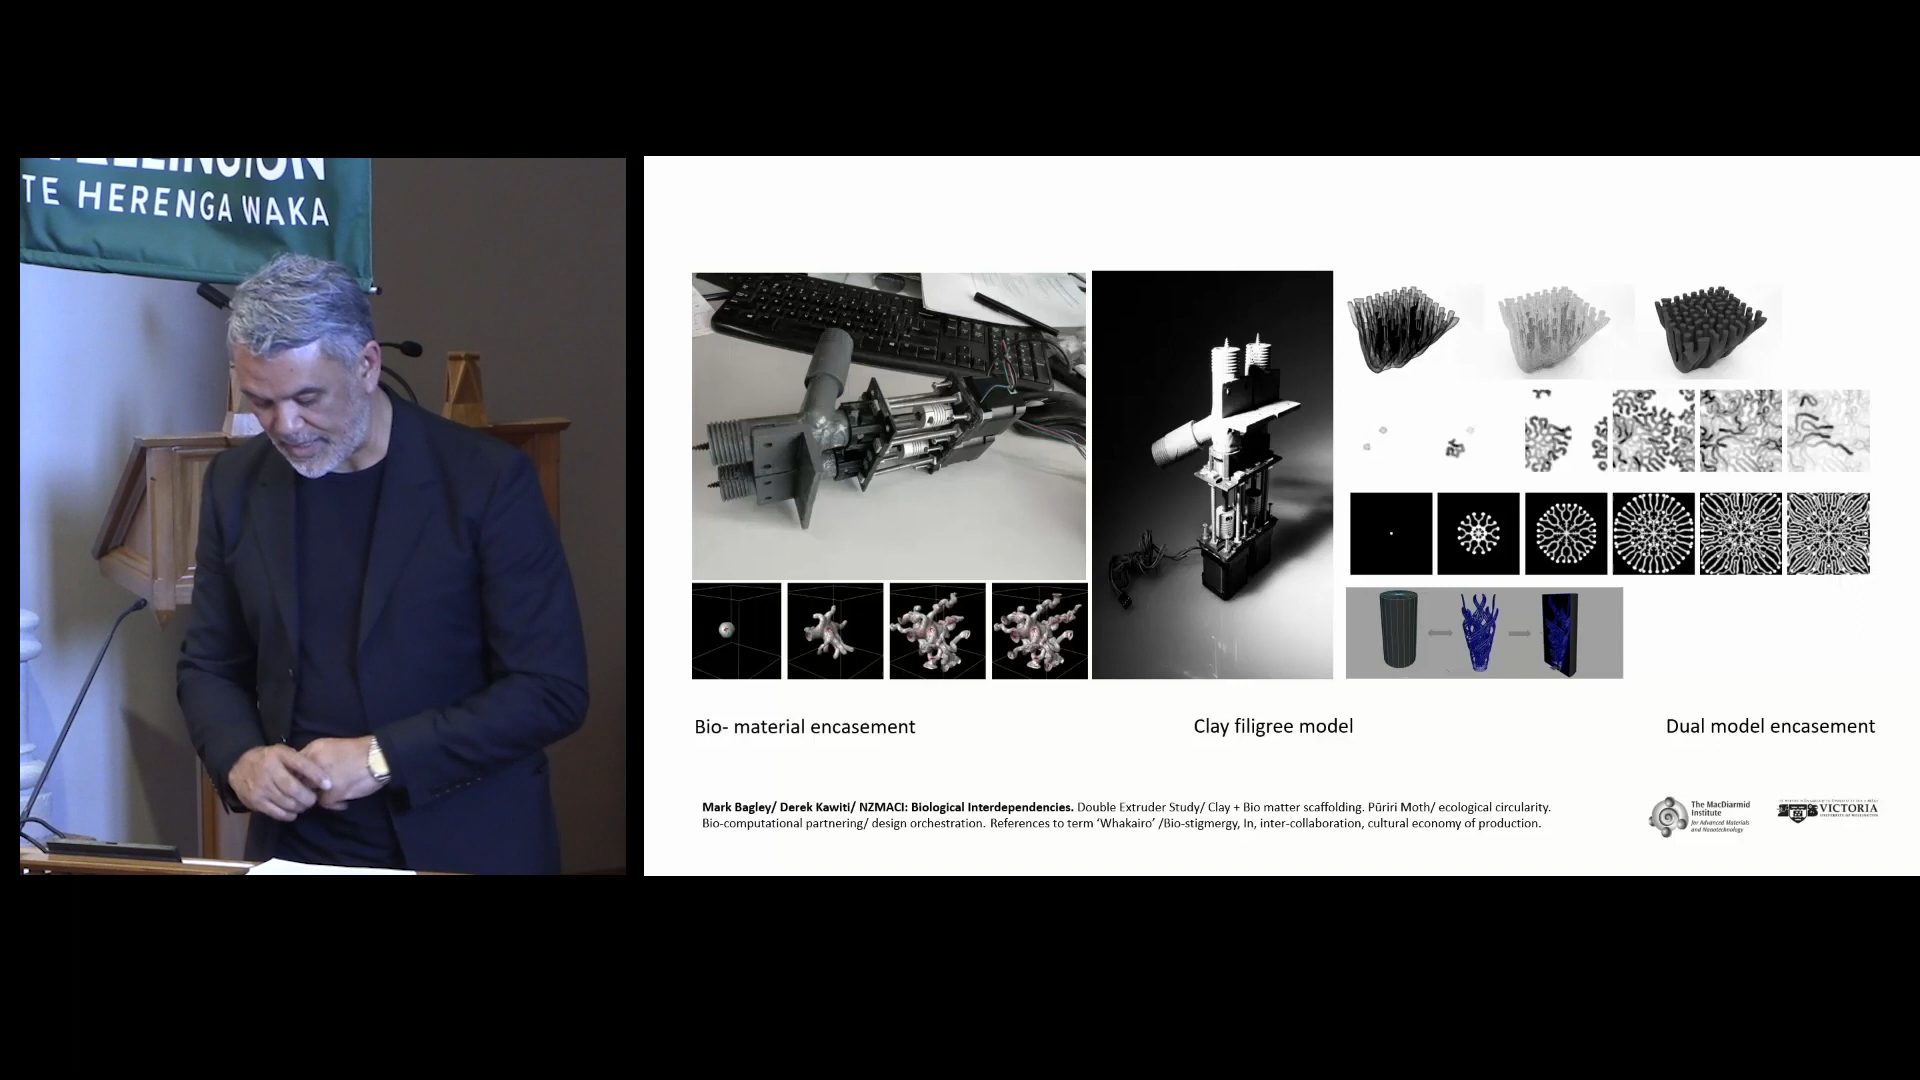 TE HERENGA WAKA
Bio- material encasement
Clay filigree model
Dual model encasement
Mark Bagley/ Derek Kawiti/ NZMACI: Biological Interdependencies. Double Extruder Study/ Clay + Bio matter scaffolding. Pūriri Moth/ ecological circularity.
Bio-computational partnering/ design orchestration. References to term ‘Whakairo’ /Bio-stigmergy, In, inter-collaboration, cultural economy of production.
The MacDiarmid
Institute
for Advanced Materials
and Nanotechnology
VICTORIA